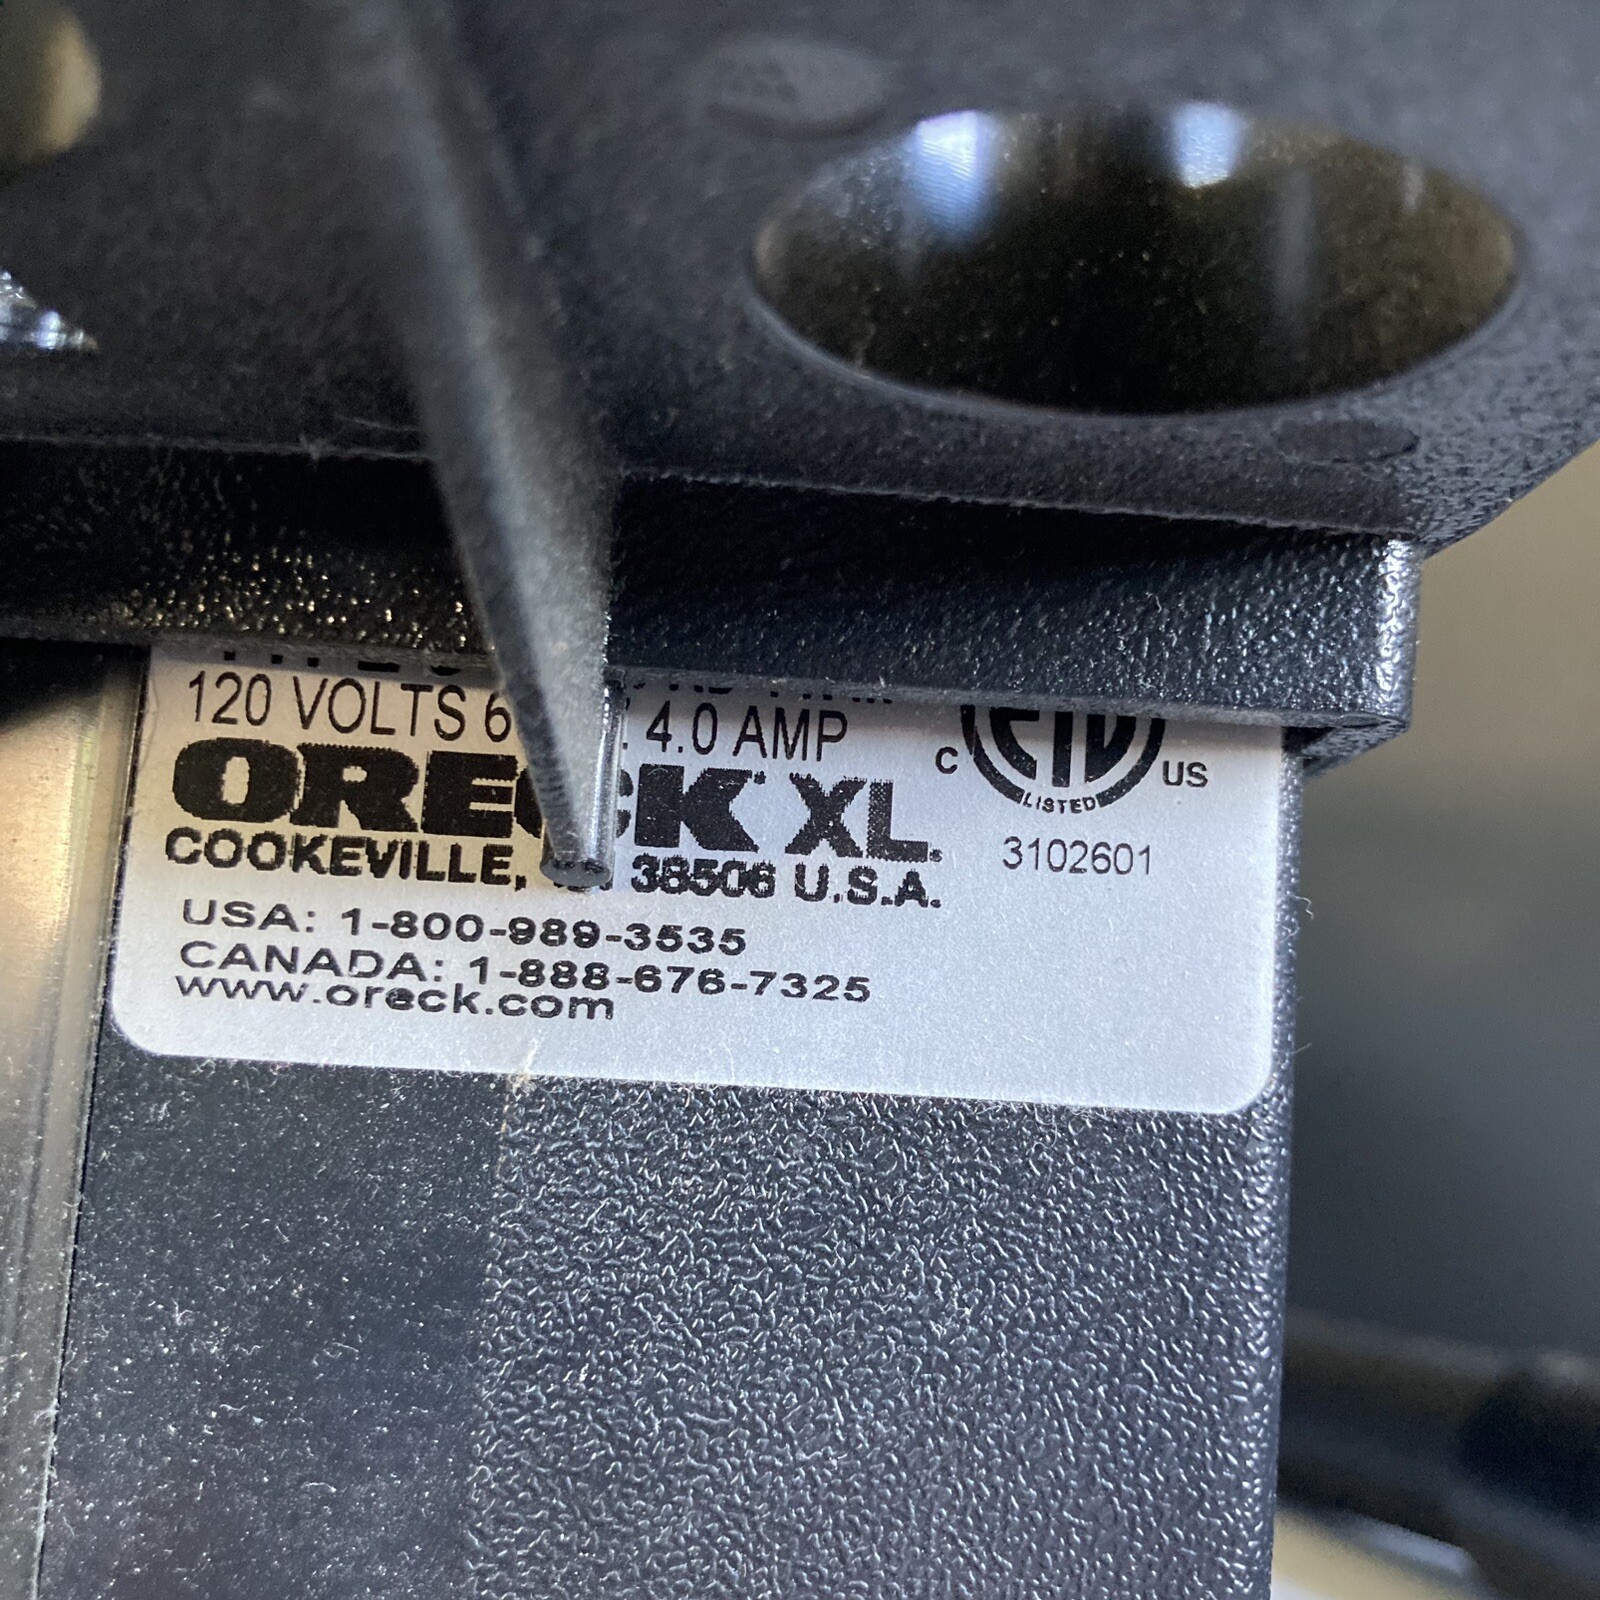 120 VOLTS 6 4.0 AMP
ORECK XL.
COOKEVILLE, 38506 U.S.A.
USA: 1-800-989-3535
CANADA: 1-888-676-7325
www.oreck.com
C ETL US
LISTED
3102601